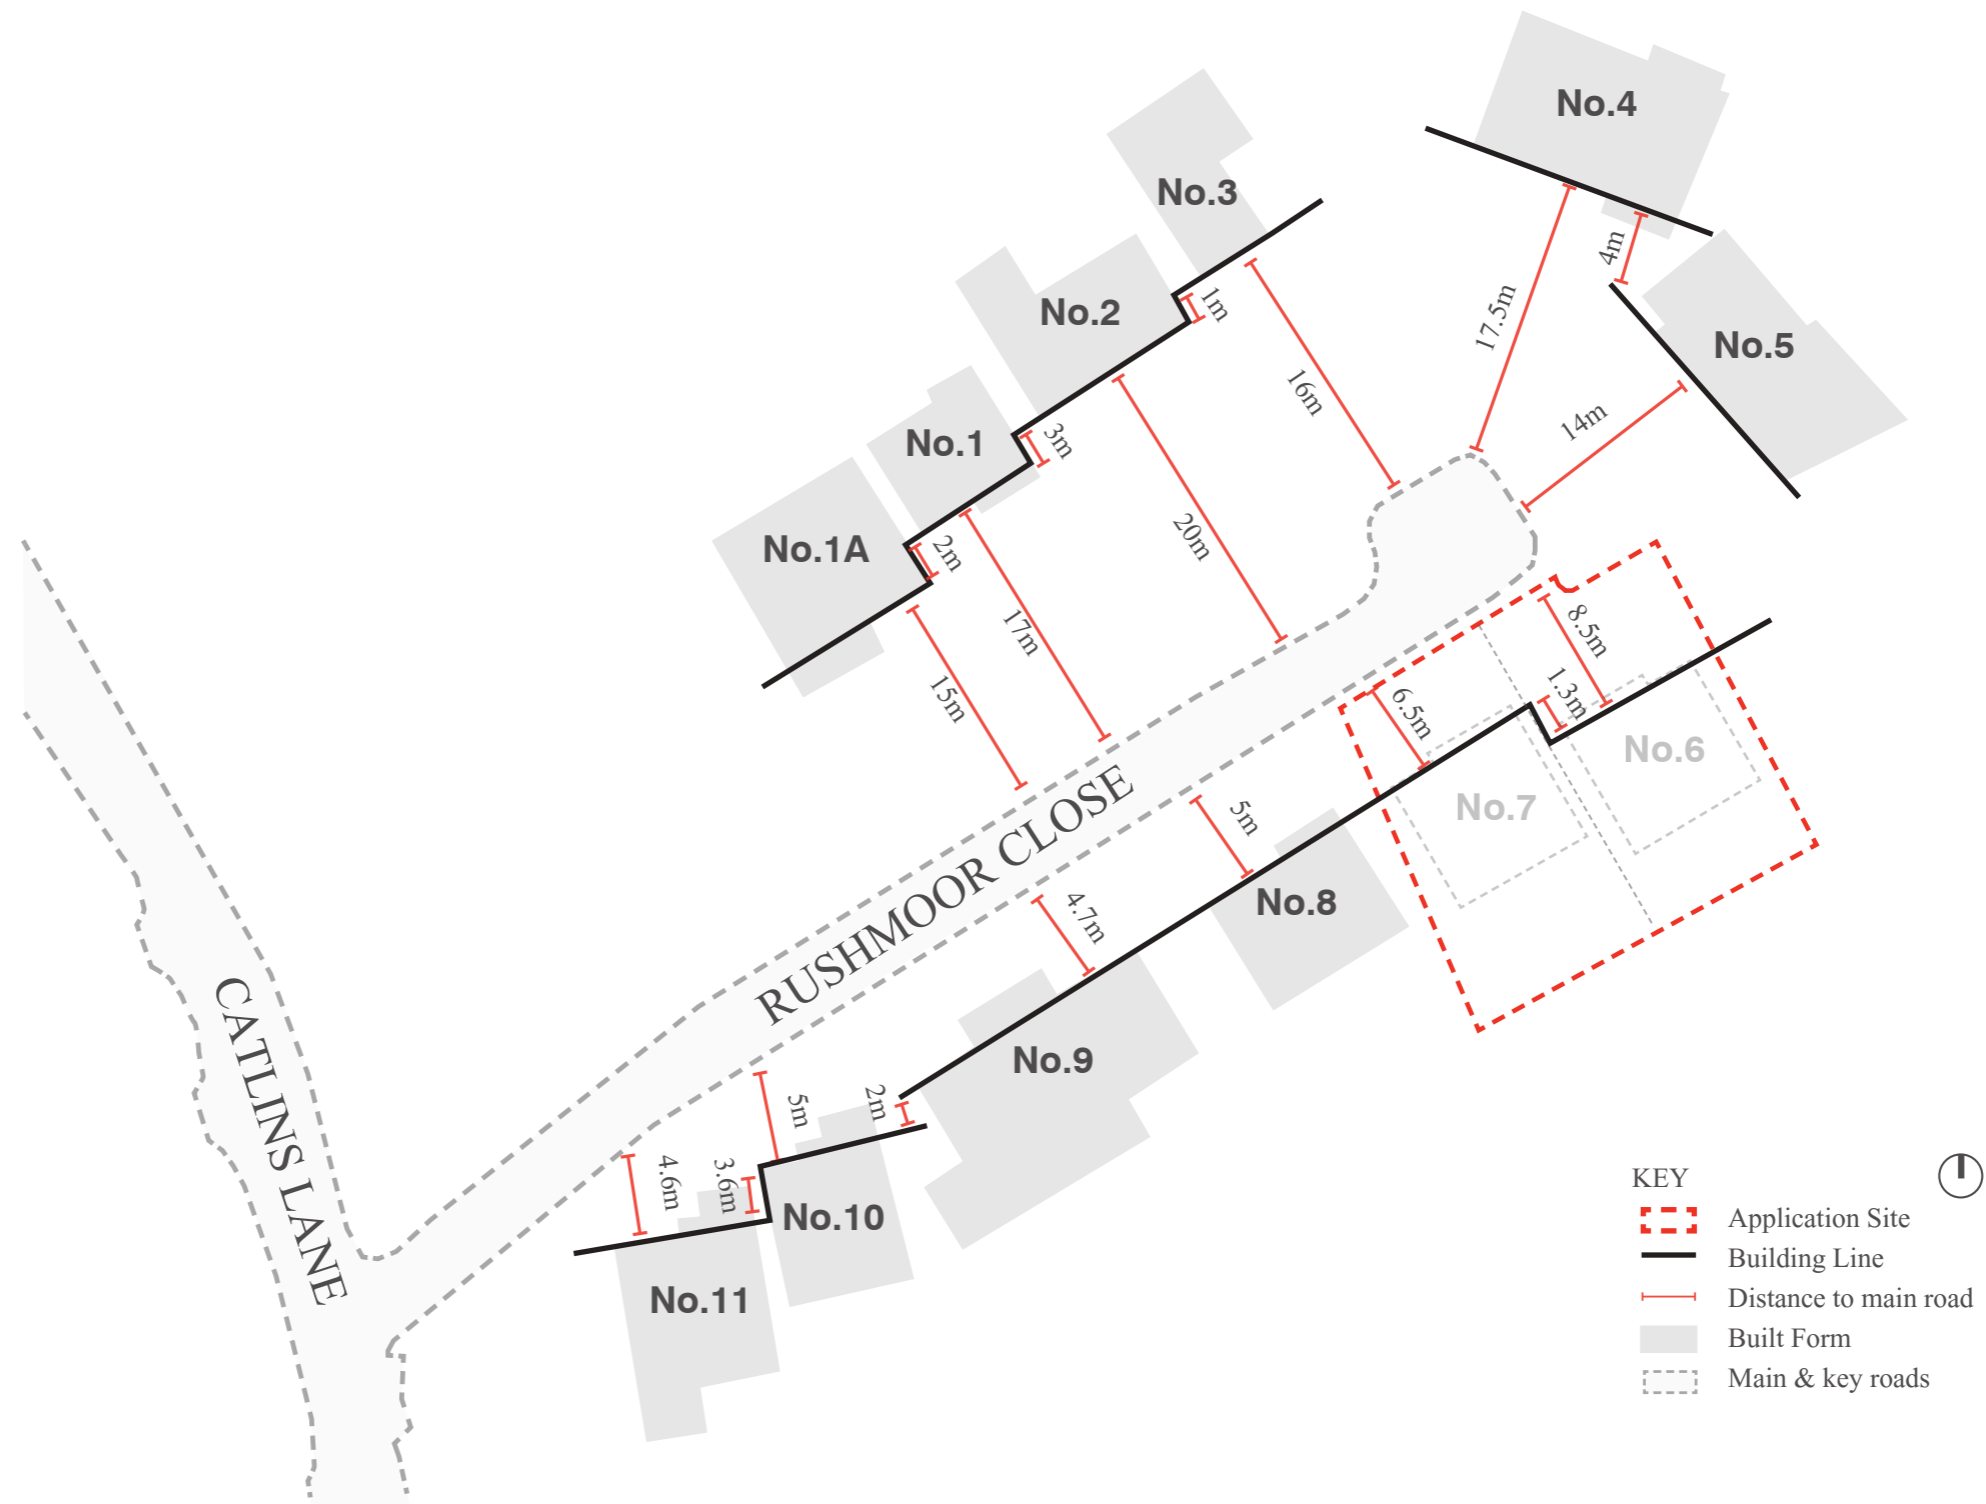 No.4
No.3
4m
17.5m
No.2
1m
No.5
16m
14m
No.1
3m
20m
No.1A
2m
17m
15m
8.5m
1.3m
6.5m
No.6
No.7
RUSHMOOR CLOSE
5m
4.7m
No.8
No.9
CATLINS LANE
5m
2m
4.6m
3.6m
No.10
No.11
KEY
Application Site
Building Line
Distance to main road
Built Form
Main & key roads